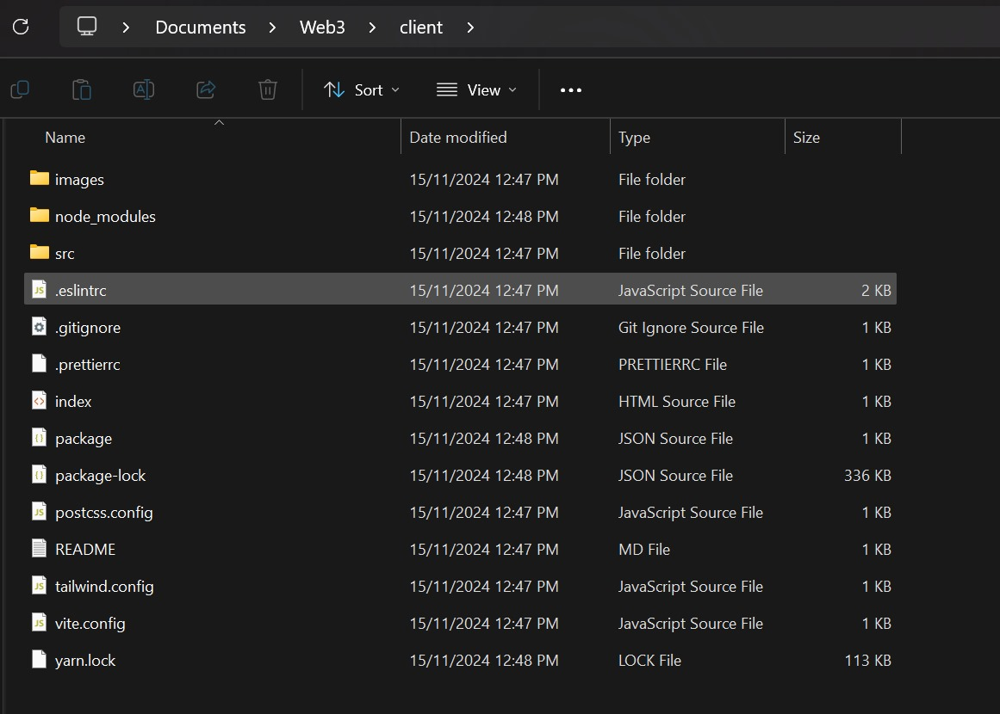 Documents > Web3 > client >
Sort View
Name Date modified Type Size
images 15/11/2024 12:47 PM File folder
node_modules 15/11/2024 12:48 PM File folder
src 15/11/2024 12:47 PM File folder
.eslintrc 15/11/2024 12:47 PM JavaScript Source File 2 KB
.gitignore 15/11/2024 12:47 PM Git Ignore Source File 1 KB
.prettierrc 15/11/2024 12:47 PM PRETTIERRC File 1 KB
index 15/11/2024 12:47 PM HTML Source File 1 KB
package 15/11/2024 12:48 PM JSON Source File 1 KB
package-lock 15/11/2024 12:48 PM JSON Source File 336 KB
postcss.config 15/11/2024 12:47 PM JavaScript Source File 1 KB
README 15/11/2024 12:47 PM MD File 1 KB
tailwind.config 15/11/2024 12:47 PM JavaScript Source File 1 KB
vite.config 15/11/2024 12:47 PM JavaScript Source File 1 KB
yarn.lock 15/11/2024 12:48 PM LOCK File 113 KB